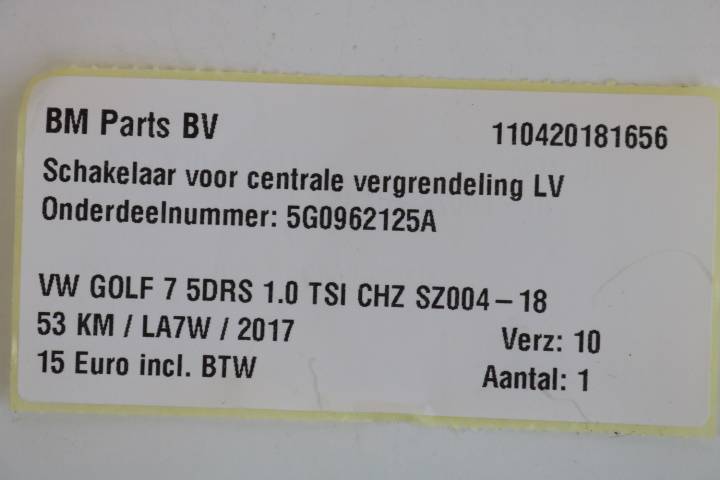 BM Parts BV 110420181656
Schakelaar voor centrale vergrendeling LV
Onderdeelnummer: 5G0962125A
VW GOLF 7 5DRS 1.0 TSI CHZ SZ004-18
53 KM / LA7W / 2017 Verz: 10
15 Euro incl. BTW Aantal: 1